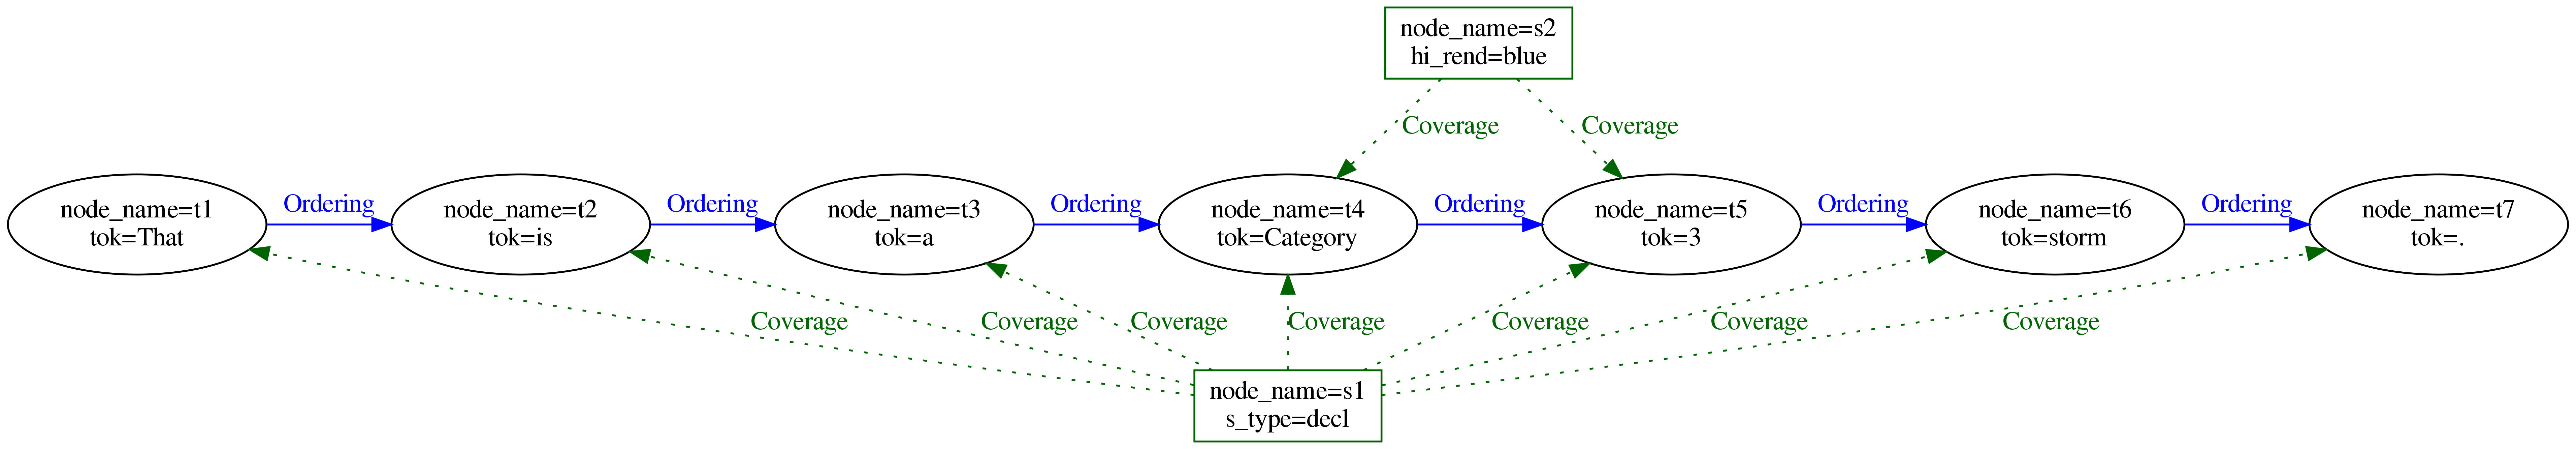 node_name=s2
hi_rend=blue
Coverage
Coverage
Ordering
Ordering
Ordering
Ordering
Ordering
Ordering
node_name=t1
tok=That
node_name=t2
tok=is
node_name=t3
tok=a
node_name=t4
tok=Category
node_name=t5
tok=3
node_name=t6
tok=storm
node_name=t7
tok=.
Coverage
Coverage
Coverage
Coverage
Coverage
Coverage
Coverage
node_name=s1
s_type=decl